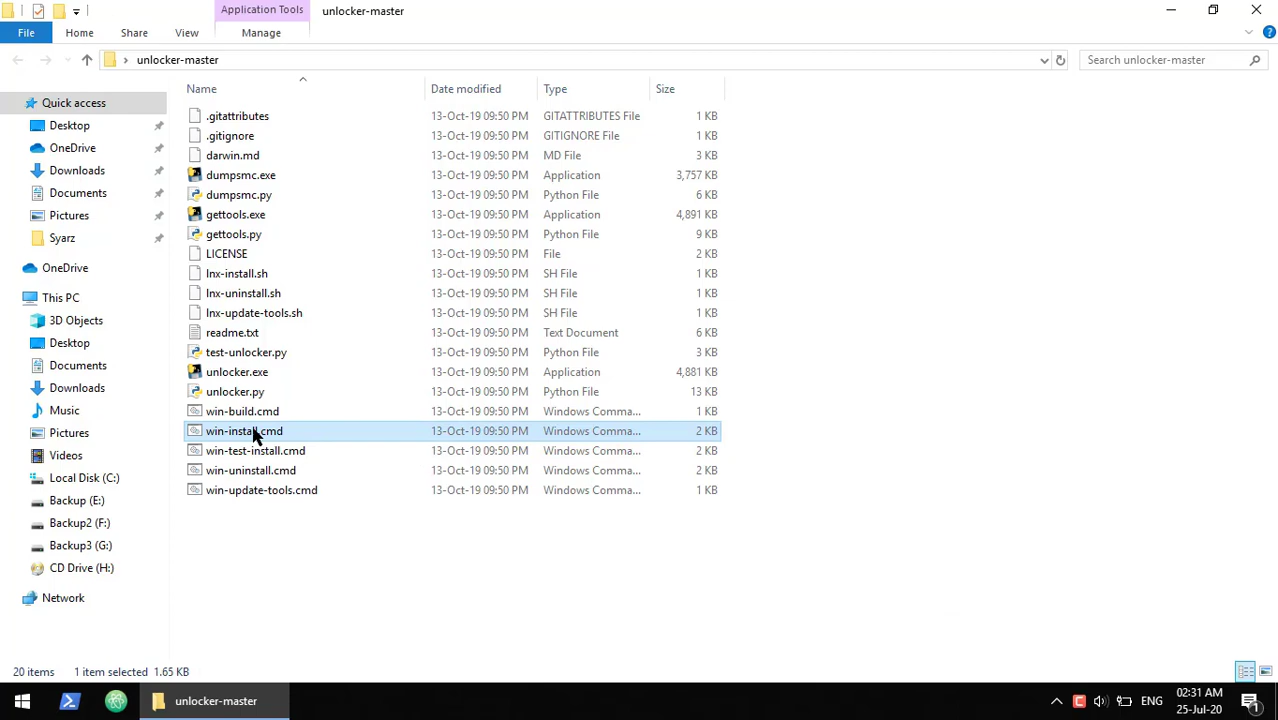 Application Tools
unlocker-master
File
Home
Share
View
Manage
unlocker-master
Search unlocker-master
Name
Date modified
Type
Size
Quick access
Desktop
OneDrive
Downloads
Documents
Pictures
Syarz
OneDrive
This PC
3D Objects
Desktop
Documents
Downloads
Music
Pictures
Videos
Local Disk (C:)
Backup (E:)
Backup2 (F:)
Backup3 (G:)
CD Drive (H:)
Network
.gitattributes 13-Oct-19 09:50 PM GITATTRIBUTES File 1 KB
.gitignore 13-Oct-19 09:50 PM GITIGNORE File 1 KB
darwin.md 13-Oct-19 09:50 PM MD File 3 KB
dumpsmc.exe 13-Oct-19 09:50 PM Application 3,757 KB
dumpsmc.py 13-Oct-19 09:50 PM Python File 6 KB
gettools.exe 13-Oct-19 09:50 PM Application 4,891 KB
gettools.py 13-Oct-19 09:50 PM Python File 9 KB
LICENSE 13-Oct-19 09:50 PM File 2 KB
lnx-install.sh 13-Oct-19 09:50 PM SH File 1 KB
lnx-uninstall.sh 13-Oct-19 09:50 PM SH File 1 KB
lnx-update-tools.sh 13-Oct-19 09:50 PM SH File 1 KB
readme.txt 13-Oct-19 09:50 PM Text Document 6 KB
test-unlocker.py 13-Oct-19 09:50 PM Python File 3 KB
unlocker.exe 13-Oct-19 09:50 PM Application 4,881 KB
unlocker.py 13-Oct-19 09:50 PM Python File 13 KB
win-build.cmd 13-Oct-19 09:50 PM Windows Comma... 1 KB
win-install.cmd 13-Oct-19 09:50 PM Windows Comma... 2 KB
win-test-install.cmd 13-Oct-19 09:50 PM Windows Comma... 2 KB
win-uninstall.cmd 13-Oct-19 09:50 PM Windows Comma... 2 KB
win-update-tools.cmd 13-Oct-19 09:50 PM Windows Comma... 1 KB
20 items 1 item selected 1.65 KB
unlocker-master
ENG
02:31 AM
25-Jul-20
1